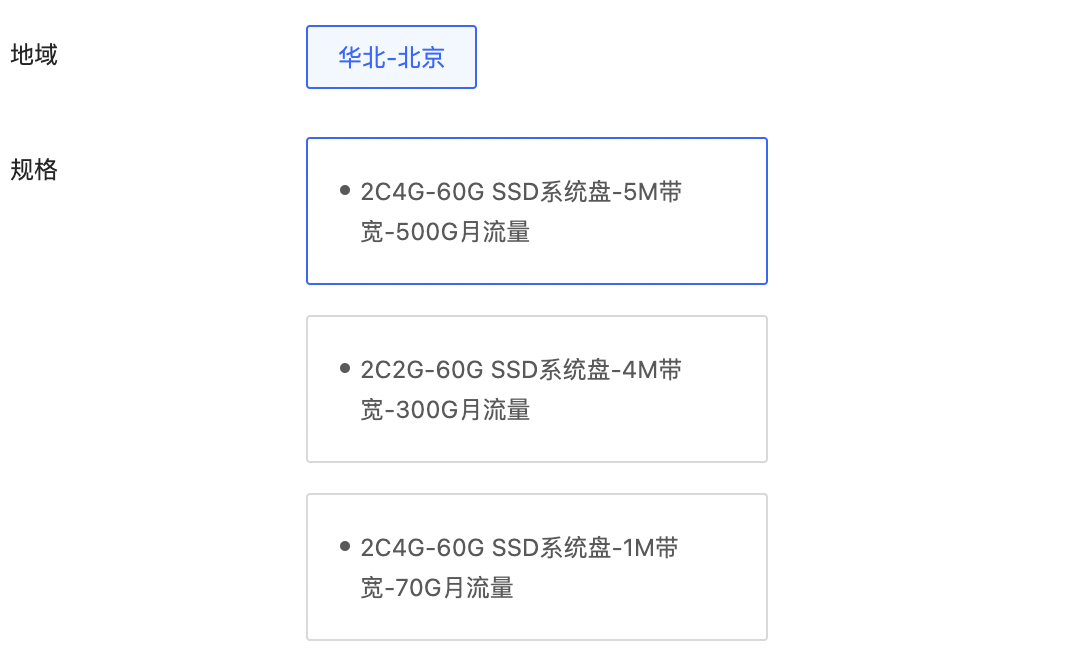 地域
华北-北京
规格
2C4G-60G SSD系统盘-5M带
宽-500G月流量
2C2G-60G SSD系统盘-4M带
宽-300G月流量
2C4G-60G SSD系统盘-1M带
宽-70G月流量